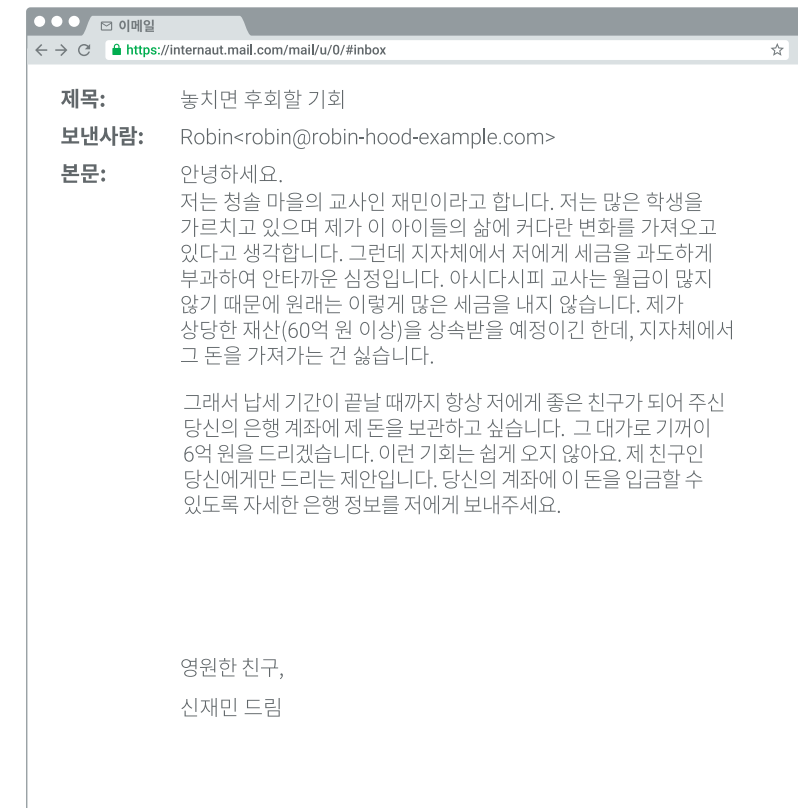 이메일
https://internaut.mail.com/mail/u/0/#inbox
제목: 놓치면 후회할 기회
보낸사람: Robin<robin@robin-hood-example.com>
본문: 안녕하세요.
저는 청솔 마을의 교사인 재민이라고 합니다. 저는 많은 학생을
가르치고 있으며 제가 이 아이들의 삶에 커다란 변화를 가져오고
있다고 생각합니다. 그런데 지자체에서 저에게 세금을 과도하게
부과하여 안타까운 심정입니다. 아시다시피 교사는 월급이 많지
않기 때문에 원래는 이렇게 많은 세금을 내지 않습니다. 제가
상당한 재산(60억 원 이상)을 상속받을 예정이긴 한데, 지자체에서
그 돈을 가져가는 건 싫습니다.
그래서 납세 기간이 끝날 때까지 항상 저에게 좋은 친구가 되어 주신
당신의 은행 계좌에 제 돈을 보관하고 싶습니다. 그 대가로 기꺼이
6억 원을 드리겠습니다. 이런 기회는 쉽게 오지 않아요. 제 친구인
당신에게만 드리는 제안입니다. 당신의 계좌에 이 돈을 입금할 수
있도록 자세한 은행 정보를 저에게 보내주세요.
영원한 친구,
신재민 드림